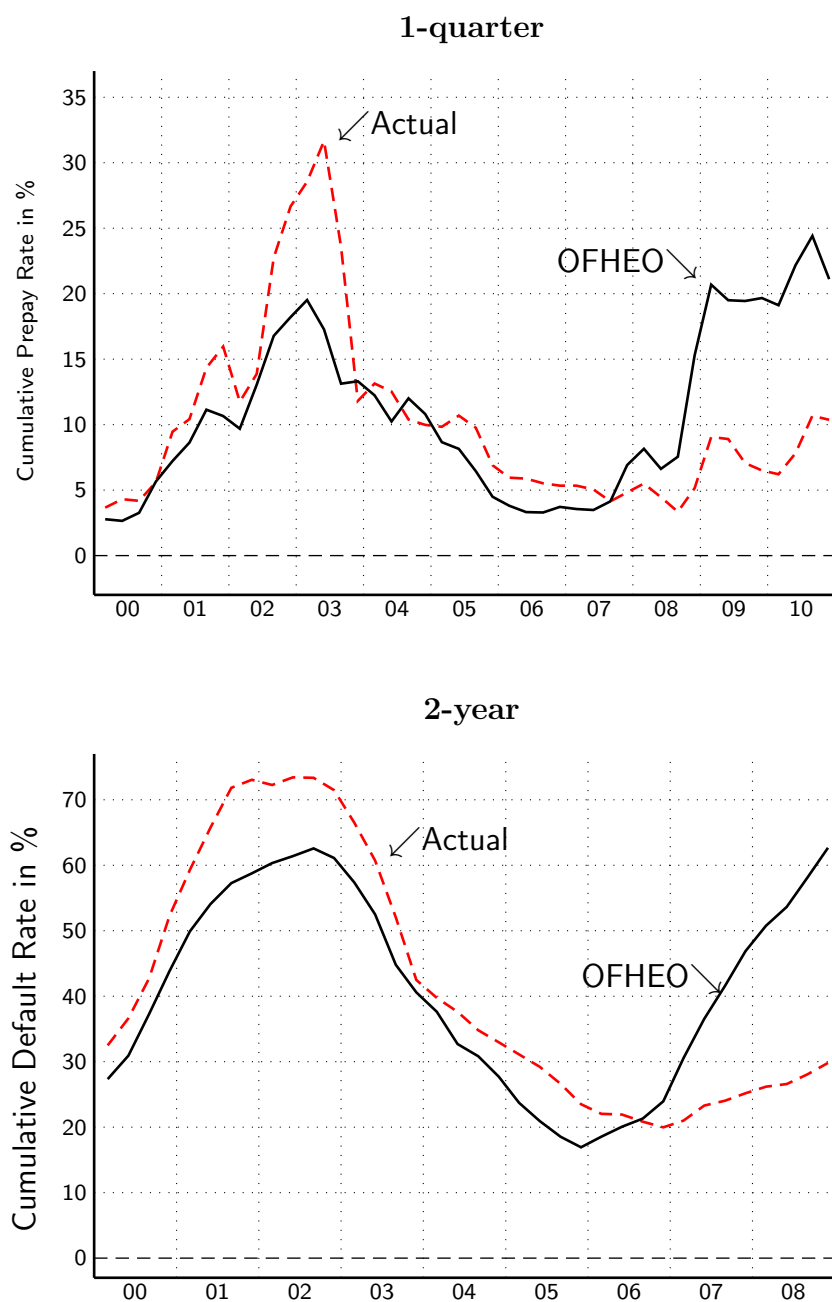 1-quarter
Cumulative Prepay Rate in %
35
30
25
20
15
10
5
0
Actual
OFHEO
00 01 02 03 04 05 06 07 08 09 10
2-year
Cumulative Default Rate in %
70
60
50
40
30
20
10
0
Actual
OFHEO
00 01 02 03 04 05 06 07 08